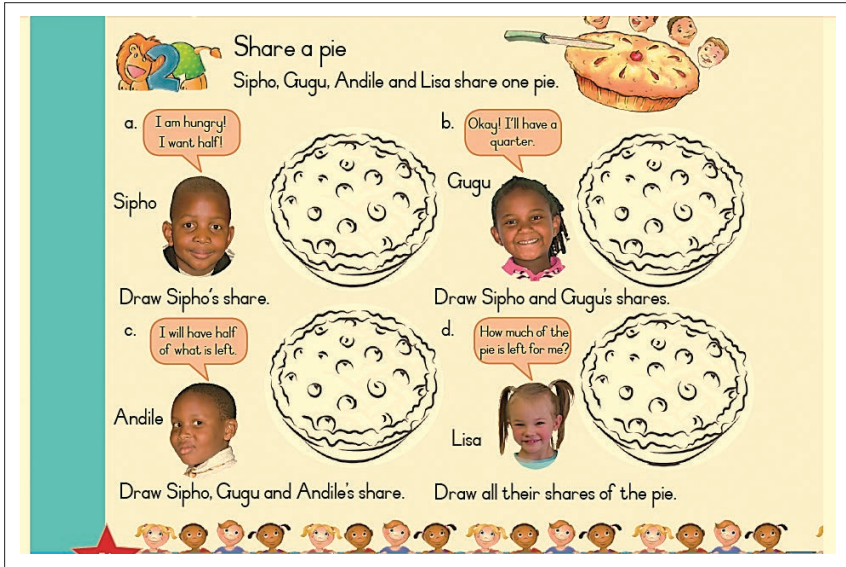 2
Share a pie
Sipho, Gugu, Andile and Lisa share one pie.
a.
I am hungry!
I want half!
Sipho
Draw Sipho's share.
b.
Okay! I'll have a
quarter.
Gugu
Draw Sipho and Gugu's shares.
c.
I will have half
of what is left.
Andile
Draw Sipho, Gugu and Andile's share.
d.
How much of the
pie is left for me?
Lisa
Draw all their shares of the pie.